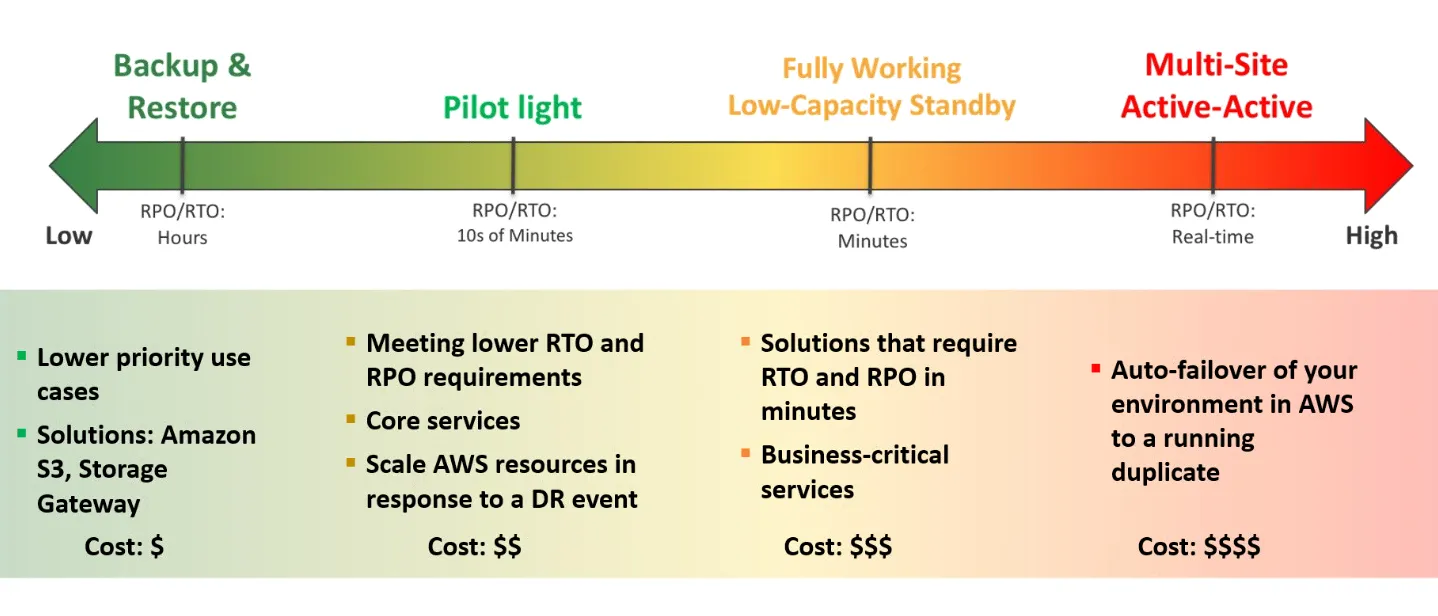 Backup &
Restore
Pilot light
Fully Working
Low-Capacity Standby
Multi-Site
Active-Active
Low
RPO/RTO:
Hours
RPO/RTO:
10s of Minutes
RPO/RTO:
Minutes
RPO/RTO:
Real-time
High
▪ Lower priority use
cases
▪ Solutions: Amazon
S3, Storage
Gateway
Cost: $
▪ Meeting lower RTO and
RPO requirements
▪ Core services
▪ Scale AWS resources in
response to a DR event
Cost: $$
▪ Solutions that require
RTO and RPO in
minutes
▪ Business-critical
services
Cost: $$$
▪ Auto-failover of your
environment in AWS
to a running
duplicate
Cost: $$$$